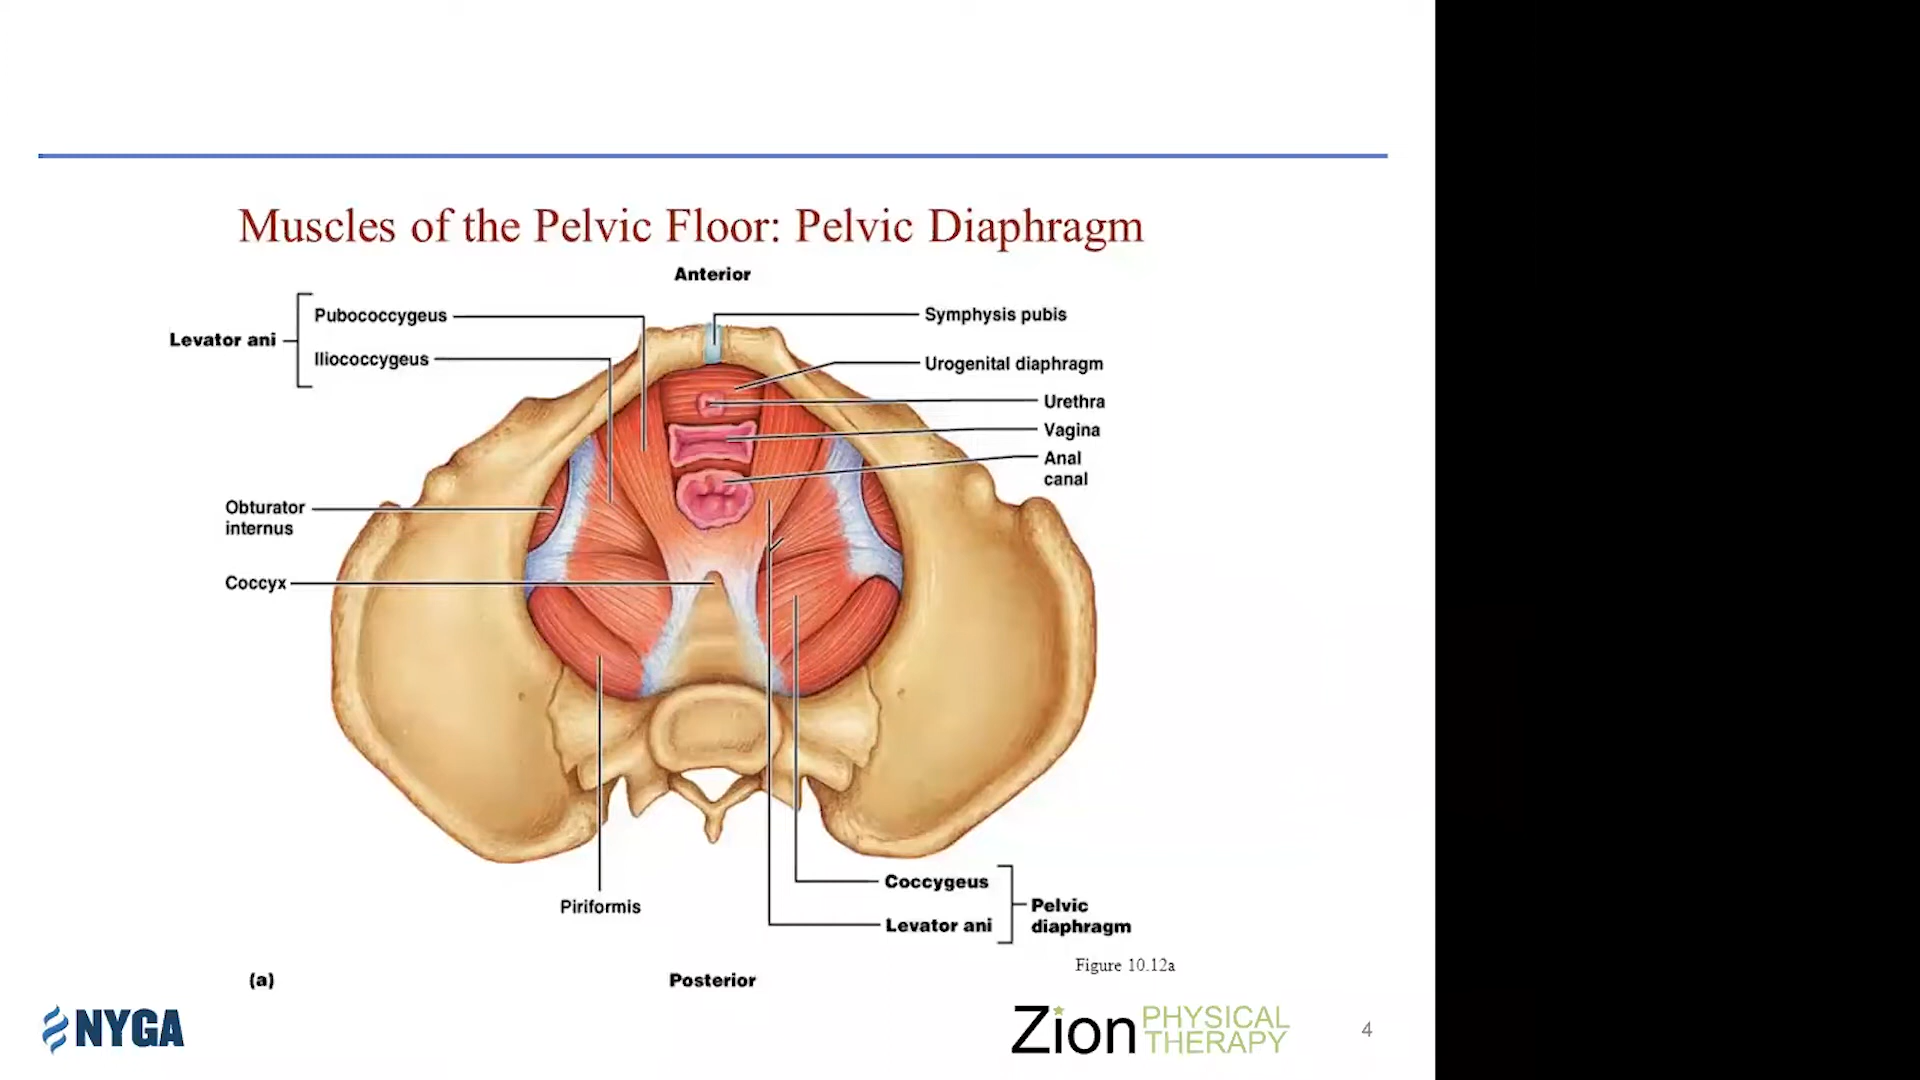 Muscles of the Pelvic Floor: Pelvic Diaphragm
Anterior
Pubococcygeus
Levator ani
Iliococcygeus
Symphysis pubis
Urogenital diaphragm
Urethra
Vagina
Anal
canal
Obturator
internus
Coccyx
Piriformis
Coccygeus
Levator ani
Pelvic
diaphragm
Figure 10.12a
(a)
Posterior
NYGA
Zion PHYSICAL
THERAPY
4